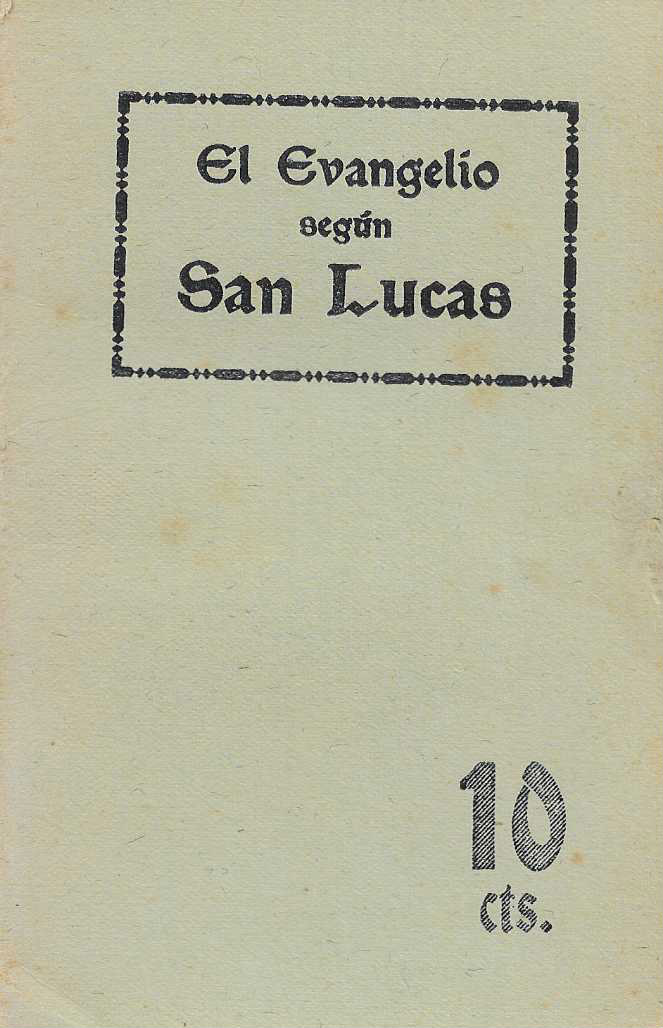 El Evangelio
según
San Lucas
10
cts.